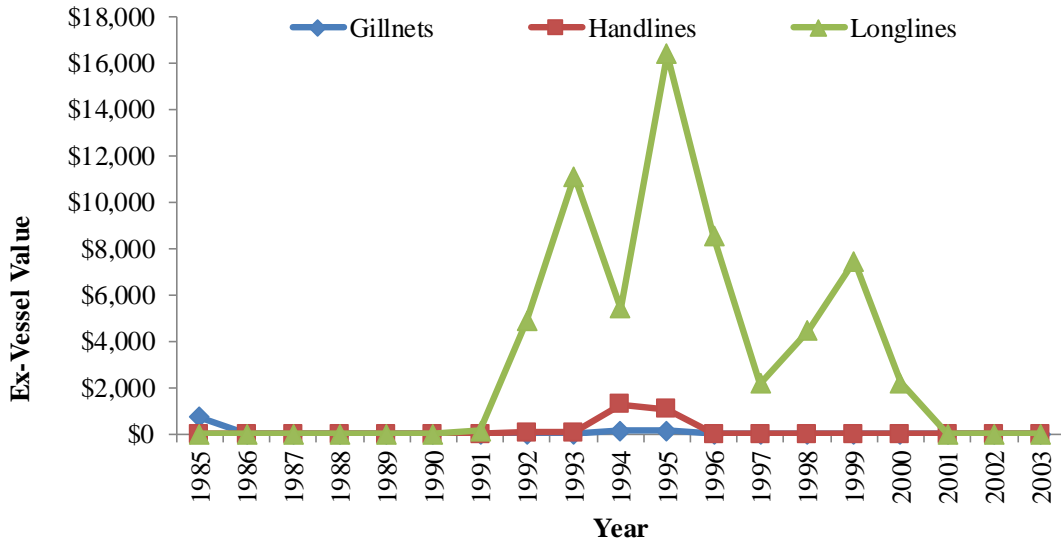 Gillnets Handlines Longlines
$18,000
$16,000
$14,000
$12,000
$10,000
$8,000
$6,000
$4,000
$2,000
$0
Ex-Vessel Value
1985 1986 1987 1988 1989 1990 1991 1992 1993 1994 1995 1996 1997 1998 1999 2000 2001 2002 2003
Year